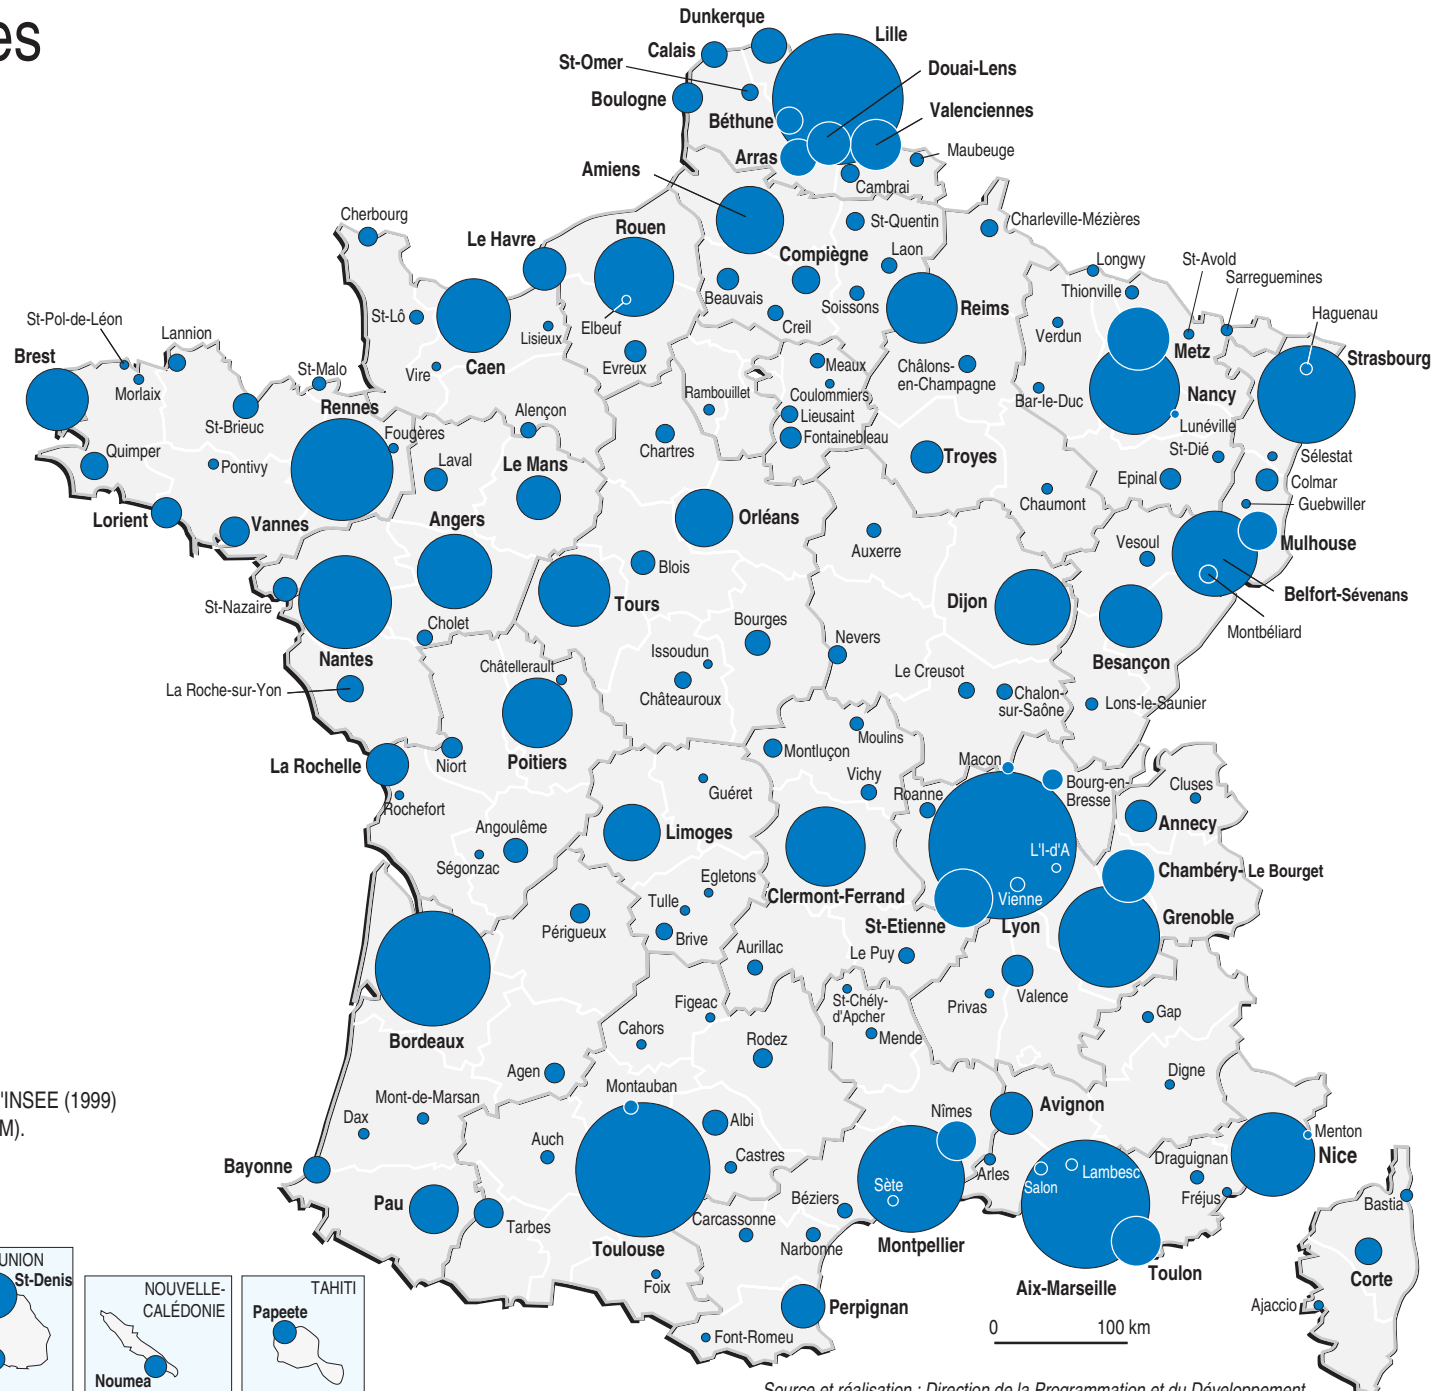 es
Dunkerque
Lille
Calais
St-Omer
Douai-Lens
Boulogne
Valenciennes
Béthune
Maubeuge
Arras
Amiens
Cambrai
Cherbourg
St-Quentin
Charleville-Mézières
Le Havre
Rouen
Compiègne
Laon
Longwy
St-Avold
Sarreguemines
Thionville
Beauvais
Soissons
Reims
Haguenau
St-Pol-de-Léon
Lannion
St-Lô
Lisieux
Elbeuf
Creil
Verdun
Metz
Strasbourg
Brest
Morlaix
St-Malo
Vire
Caen
Evreux
Meaux
Châlons-
en-Champagne
Coulommiers
Rambouillet
Bar-le-Duc
Nancy
Rennes
Alençon
Lieusaint
Lunéville
St-Brieuc
Fougères
Fontainebleau
Quimper
Pontivy
Laval
Le Mans
Chartres
Troyes
St-Dié
Sélestat
Epinal
Colmar
Chaumont
Guebwiller
Lorient
Vannes
Angers
Orléans
Auxerre
Vesoul
Mulhouse
Blois
Belfort-Sévenans
St-Nazaire
Tours
Dijon
Cholet
Bourges
Montbéliard
Nantes
Nevers
Besançon
Issoudun
Châtellerault
Le Creusot
La Roche-sur-Yon
Châteauroux
Chalon-
sur-Saône
Lons-le-Saunier
Moulins
Montluçon
La Rochelle
Niort
Poitiers
Macon
Vichy
Bourg-en-
Bresse
Cluses
Rochefort
Guéret
Roanne
Annecy
Angoulême
Limoges
L'I-d'A
Ségonzac
Chambéry- Le Bourget
Egletons
Clermont-Ferrand
Vienne
Tulle
Grenoble
Périgueux
Brive
St-Etienne
Lyon
Aurillac
Le Puy
Figeac
St-Chély-
d'Apcher
Privas
Valence
Gap
Cahors
Bordeaux
Rodez
Mende
Agen
Digne
Montauban
'INSEE (1999)
Mont-de-Marsan
M).
Dax
Albi
Nîmes
Avignon
Menton
Auch
Castres
Nice
Bayonne
Arles
Draguignan
Lambesc
Salon
Sète
Fréjus
Pau
Béziers
Bastia
Tarbes
Carcassonne
Narbonne
Montpellier
Toulouse
UNION
St-Denis
Toulon
Foix
Aix-Marseille
Corte
NOUVELLE-
CALÉDONIE
TAHITI
Papeete
Perpignan
Ajaccio
Font-Romeu
0 100 km
Noumea
Source et réalisation : Direction de la Programmation et du Développement